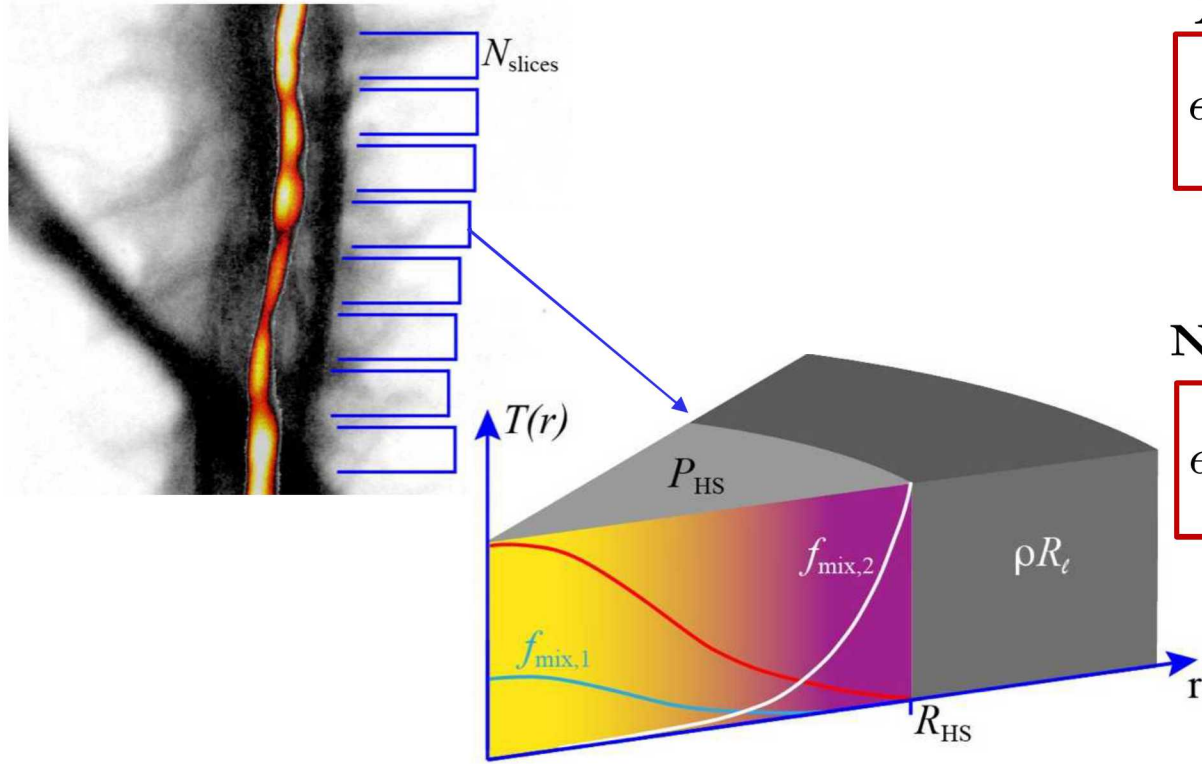 N_slices
T(r)
P_HS
f_mix,2
ρR_ℓ
f_mix,1
r
R_HS
N
ϵ
ϵ